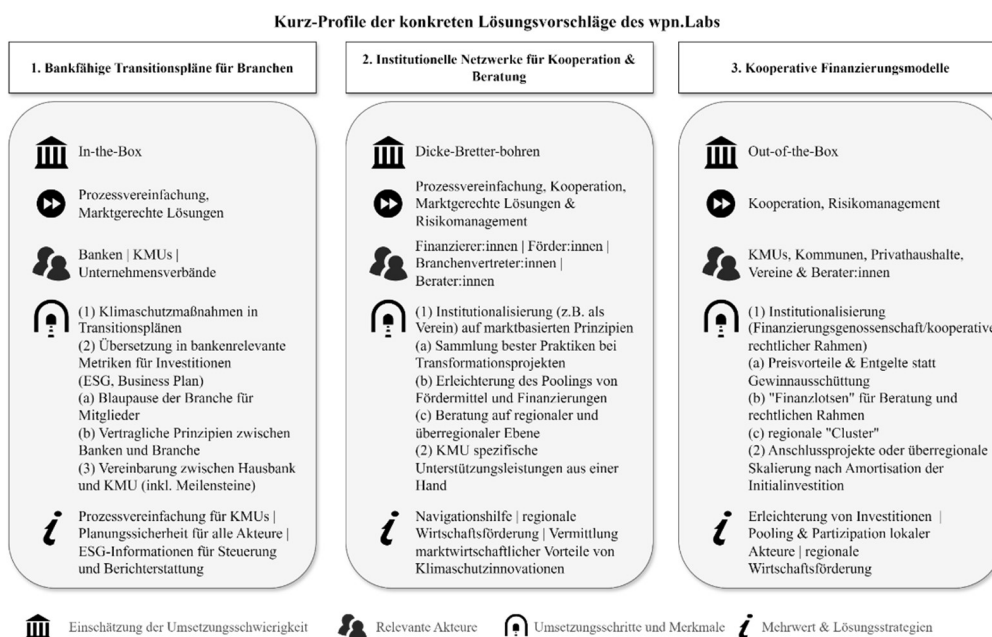 Kurz-Profile der konkreten Lösungsvorschläge des wpn.Labs
1. Bankfähige Transitionspläne für Branchen
In-the-Box
Prozessvereinfachung,
Marktgerechte Lösungen
Banken | KMUs |
Unternehmensverbände
(1) Klimaschutzmaßnahmen in
Transitionsplänen
(2) Übersetzung in bankenrelevante
Metriken für Investitionen
(ESG, Business Plan)
(a) Blaupause der Branche für
Mitglieder
(b) Vertragliche Prinzipien zwischen
Banken und Branche
(3) Vereinbarung zwischen Hausbank
und KMU (inkl. Meilensteine)
Prozessvereinfachung für KMUs |
Planungssicherheit für alle Akteure |
ESG-Informationen für Steuerung
und Berichterstattung
2. Institutionelle Netzwerke für Kooperation &
Beratung
Dicke-Bretter-bohren
Prozessvereinfachung, Kooperation,
Marktgerechte Lösungen &
Risikomanagement
Finanzierer:innen | Förder:innen |
Branchenvertreter:innen |
Berater:innen
(1) Institutionalisierung (z.B. als
Verein) auf marktbasierten Prinzipien
(a) Sammlung bester Praktiken bei
Transformationsprojekten
(b) Erleichterung des Poolings von
Fördermittel und Finanzierungen
(c) Beratung auf regionaler und
überregionaler Ebene
(2) KMU spezifische
Unterstützungsleistungen aus einer
Hand
Navigationshilfe | regionale
Wirtschaftsförderung | Vermittlung
marktwirtschaftlicher Vorteile von
Klimaschutzinnovationen
3. Kooperative Finanzierungsmodelle
Out-of-the-Box
Kooperation, Risikomanagement
KMUs, Kommunen, Privathaushalte,
Vereine & Berater:innen
(1) Institutionalisierung
(Finanzierungsgenossenschaft/kooperative
rechtlicher Rahmen)
(a) Preisvorteile & Entgelte statt
Gewinnausschüttung
(b) "Finanzlotsen" für Beratung und
rechtlichen Rahmen
(c) regionale "Cluster"
(2) Anschlussprojekte oder überregionale
Skalierung nach Amortisation der
Initialinvestition
Erleichterung von Investitionen |
Pooling & Partizipation lokaler
Akteure | regionale
Wirtschaftsförderung
Einschätzung der Umsetzungsschwierigkeit
Relevante Akteure
Umsetzungsschritte und Merkmale
Mehrwert & Lösungsstrategien